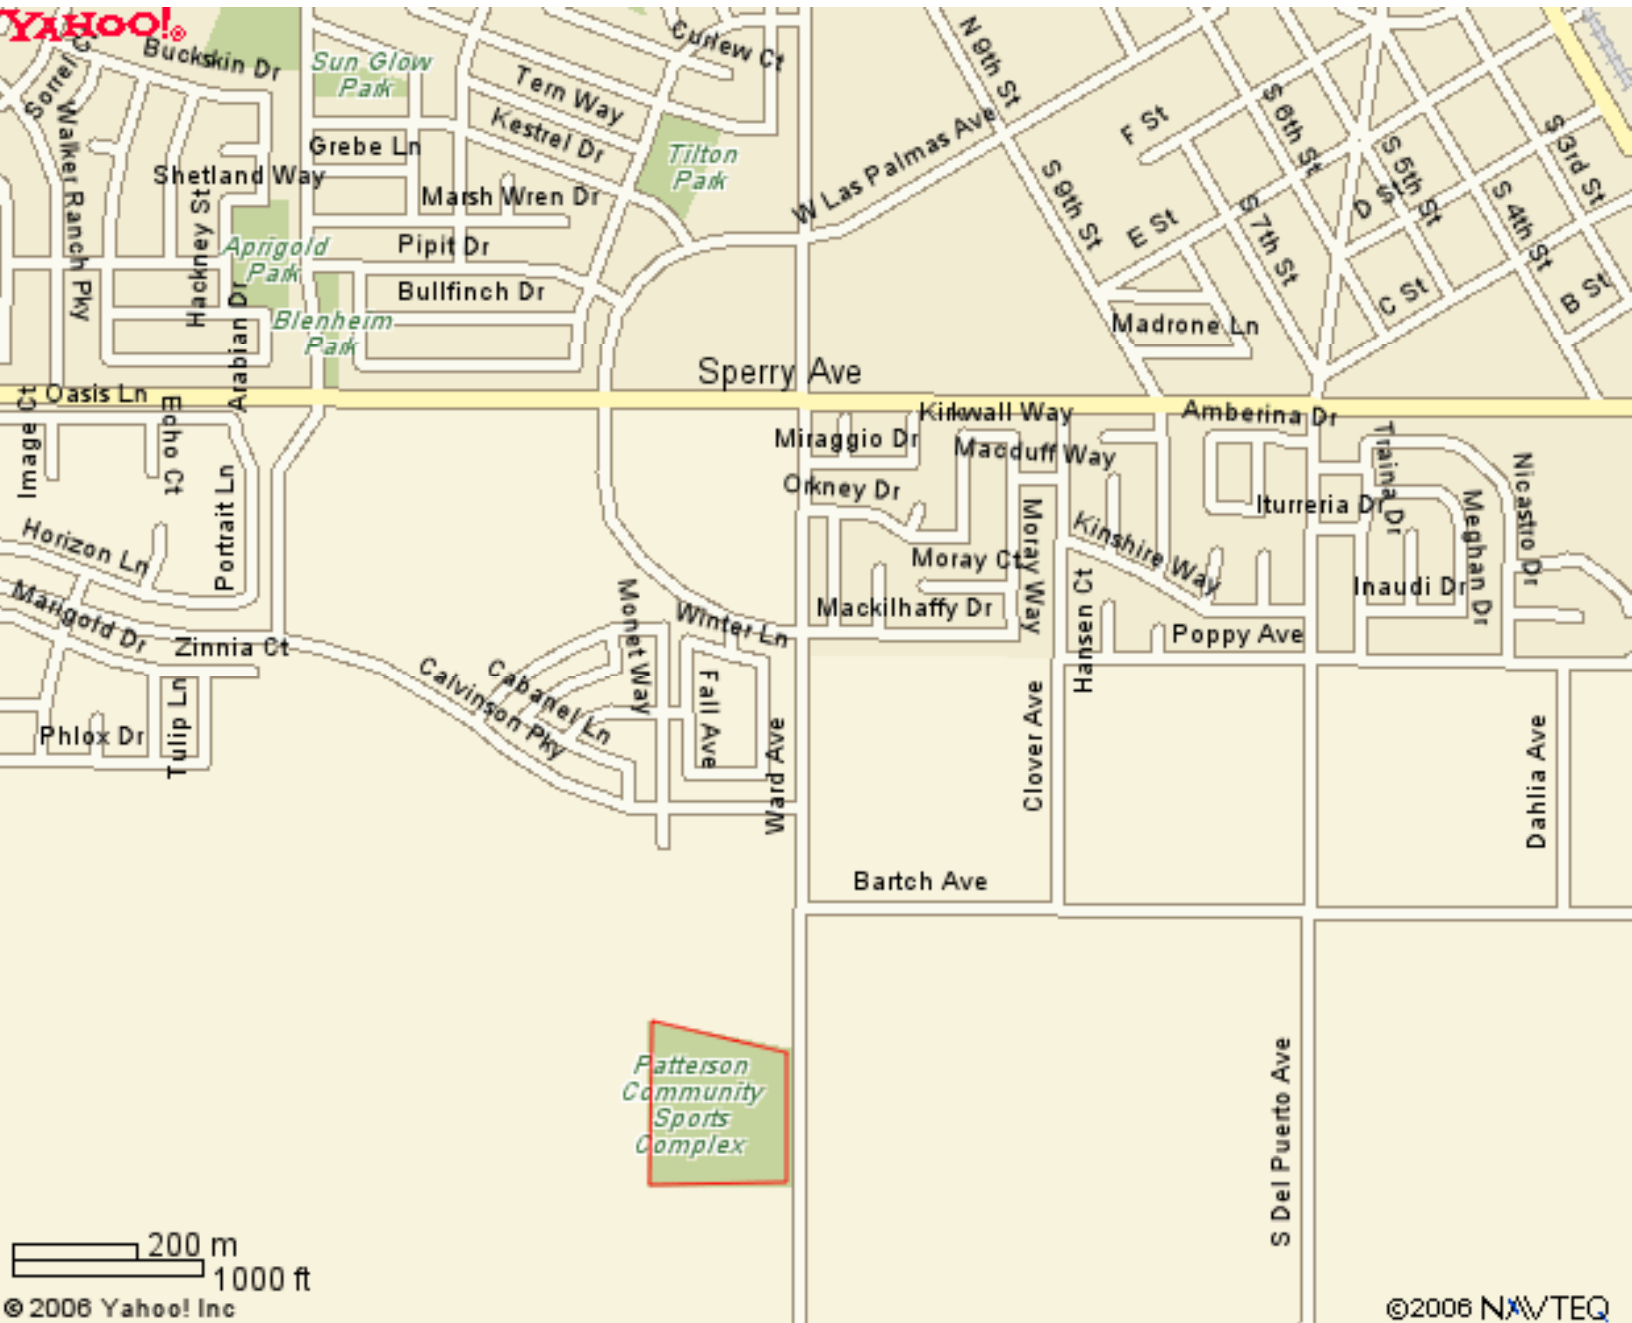 YAHOO!®
Buckskin Dr
Sorrel C
Sun Glow
Park
Curlew Ct
N 9th St
Tern Way
Kestrel Dr
Grebe Ln
Walker Ranch Pky
Shetland Way
Hackney St
Marsh Wren Dr
Tilton
Park
W Las Palmas Ave
F St
S 6th St
S 5th St
S 3rd St
S 9th St
E St
S 7th St
D St
S 4th St
C St
B St
Aprigold
Park
Pipit Dr
Bullfinch Dr
Blenheim
Park
Arabian Dr
Madrone Ln
Sperry Ave
Oasis Ln
Image Ct
Echo Ct
Portrait Ln
Kirkwall Way
Amberina Dr
Miraggio Dr
Macduff Way
Orkney Dr
Traina Dr
Nicastro Dr
Iturreria Dr
Meghan Dr
Moray Way
Kinshire Way
Horizon Ln
Moray Ct
Hansen Ct
Inaudi Dr
Marigold Dr
Mackilhaffy Dr
Monet Way
Winter Ln
Zinnia Ct
Poppy Ave
Calvinson Pky
Cabanel Ln
Fall Ave
Ward Ave
Clover Ave
Dahlia Ave
Phlox Dr
Tulip Ln
Bartch Ave
Patterson
Community
Sports
Complex
S Del Puerto Ave
200 m
1000 ft
© 2006 Yahoo! Inc
©2006 NAVTEQ